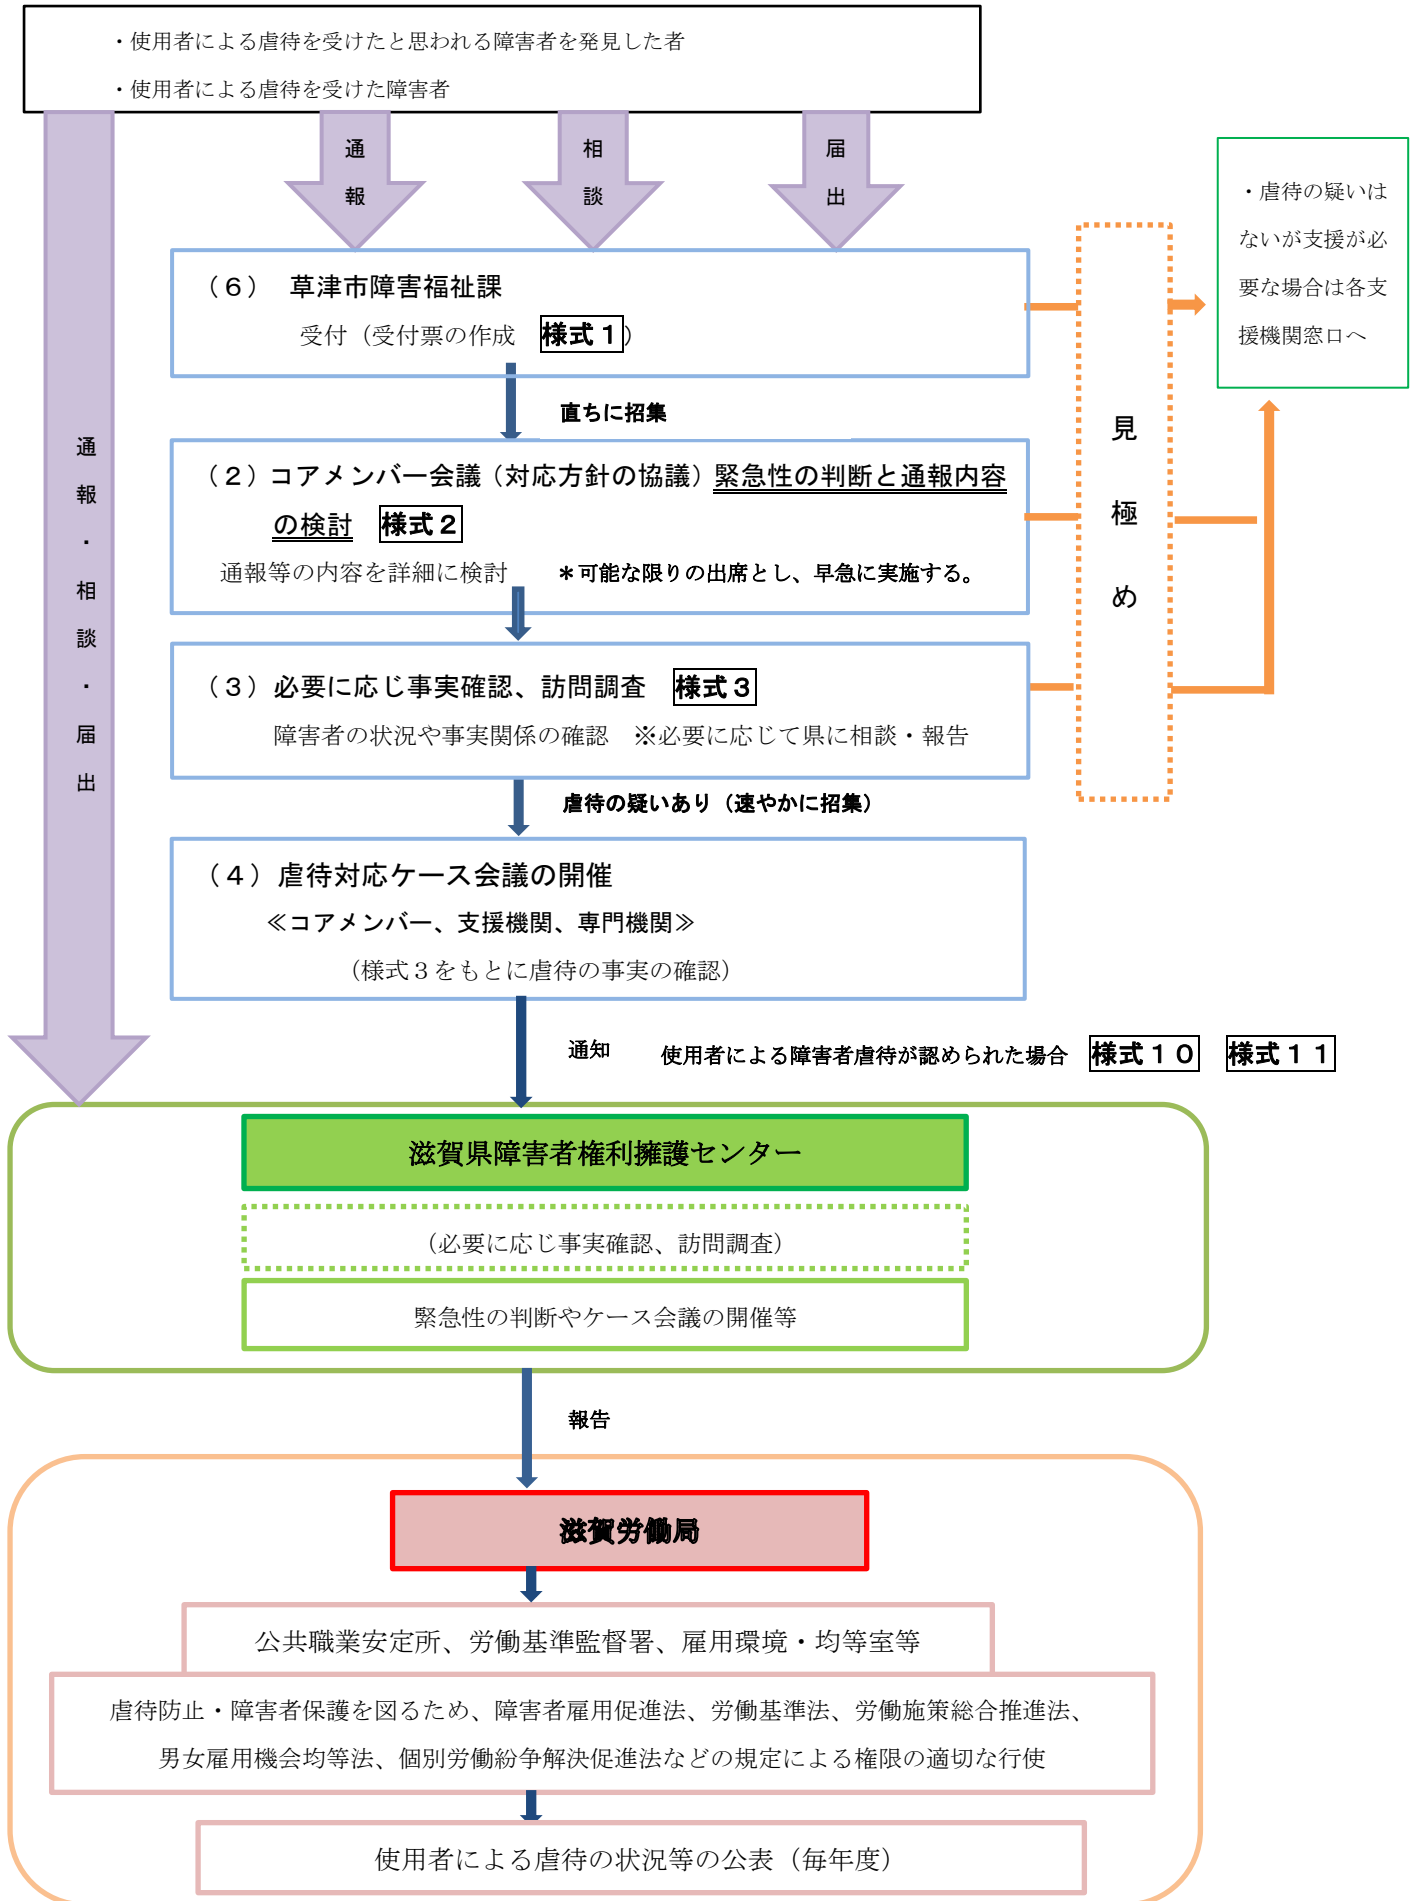 ・使用者による虐待を受けたと思われる障害者を発見した者
・使用者による虐待を受けた障害者
通報
相談
届出
通報・相談・届出
・虐待の疑いは
ないが支援が必
要な場合は各支
援機関窓口へ
見極め
（６） 草津市障害福祉課
受付（受付票の作成 様式１）
直ちに招集
（２）コアメンバー会議（対応方針の協議）緊急性の判断と通報内容
の検討 様式２
通報等の内容を詳細に検討 ＊可能な限りの出席とし、早急に実施する。
（３）必要に応じ事実確認、訪問調査 様式３
障害者の状況や事実関係の確認 ※必要に応じて県に相談・報告
虐待の疑いあり（速やかに招集）
（４）虐待対応ケース会議の開催
≪コアメンバー、支援機関、専門機関≫
（様式３をもとに虐待の事実の確認）
通知 使用者による障害者虐待が認められた場合 様式１０ 様式１１
滋賀県障害者権利擁護センター
（必要に応じ事実確認、訪問調査）
緊急性の判断やケース会議の開催等
報告
滋賀労働局
公共職業安定所、労働基準監督署、雇用環境・均等室等
虐待防止・障害者保護を図るため、障害者雇用促進法、労働基準法、労働施策総合推進法、
男女雇用機会均等法、個別労働紛争解決促進法などの規定による権限の適切な行使
使用者による虐待の状況等の公表（毎年度）